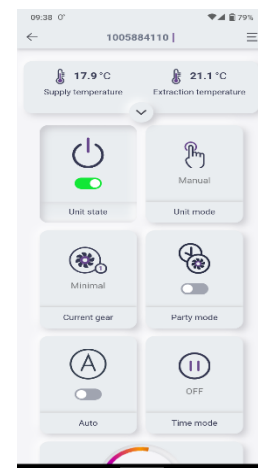 09:38 0° 79%
1005884110 |
17.9 °C 21.1 °C
Supply temperature Extraction temperature
Manual
Unit state Unit mode
Minimal
Current gear Party mode
A
OFF
Auto Time mode